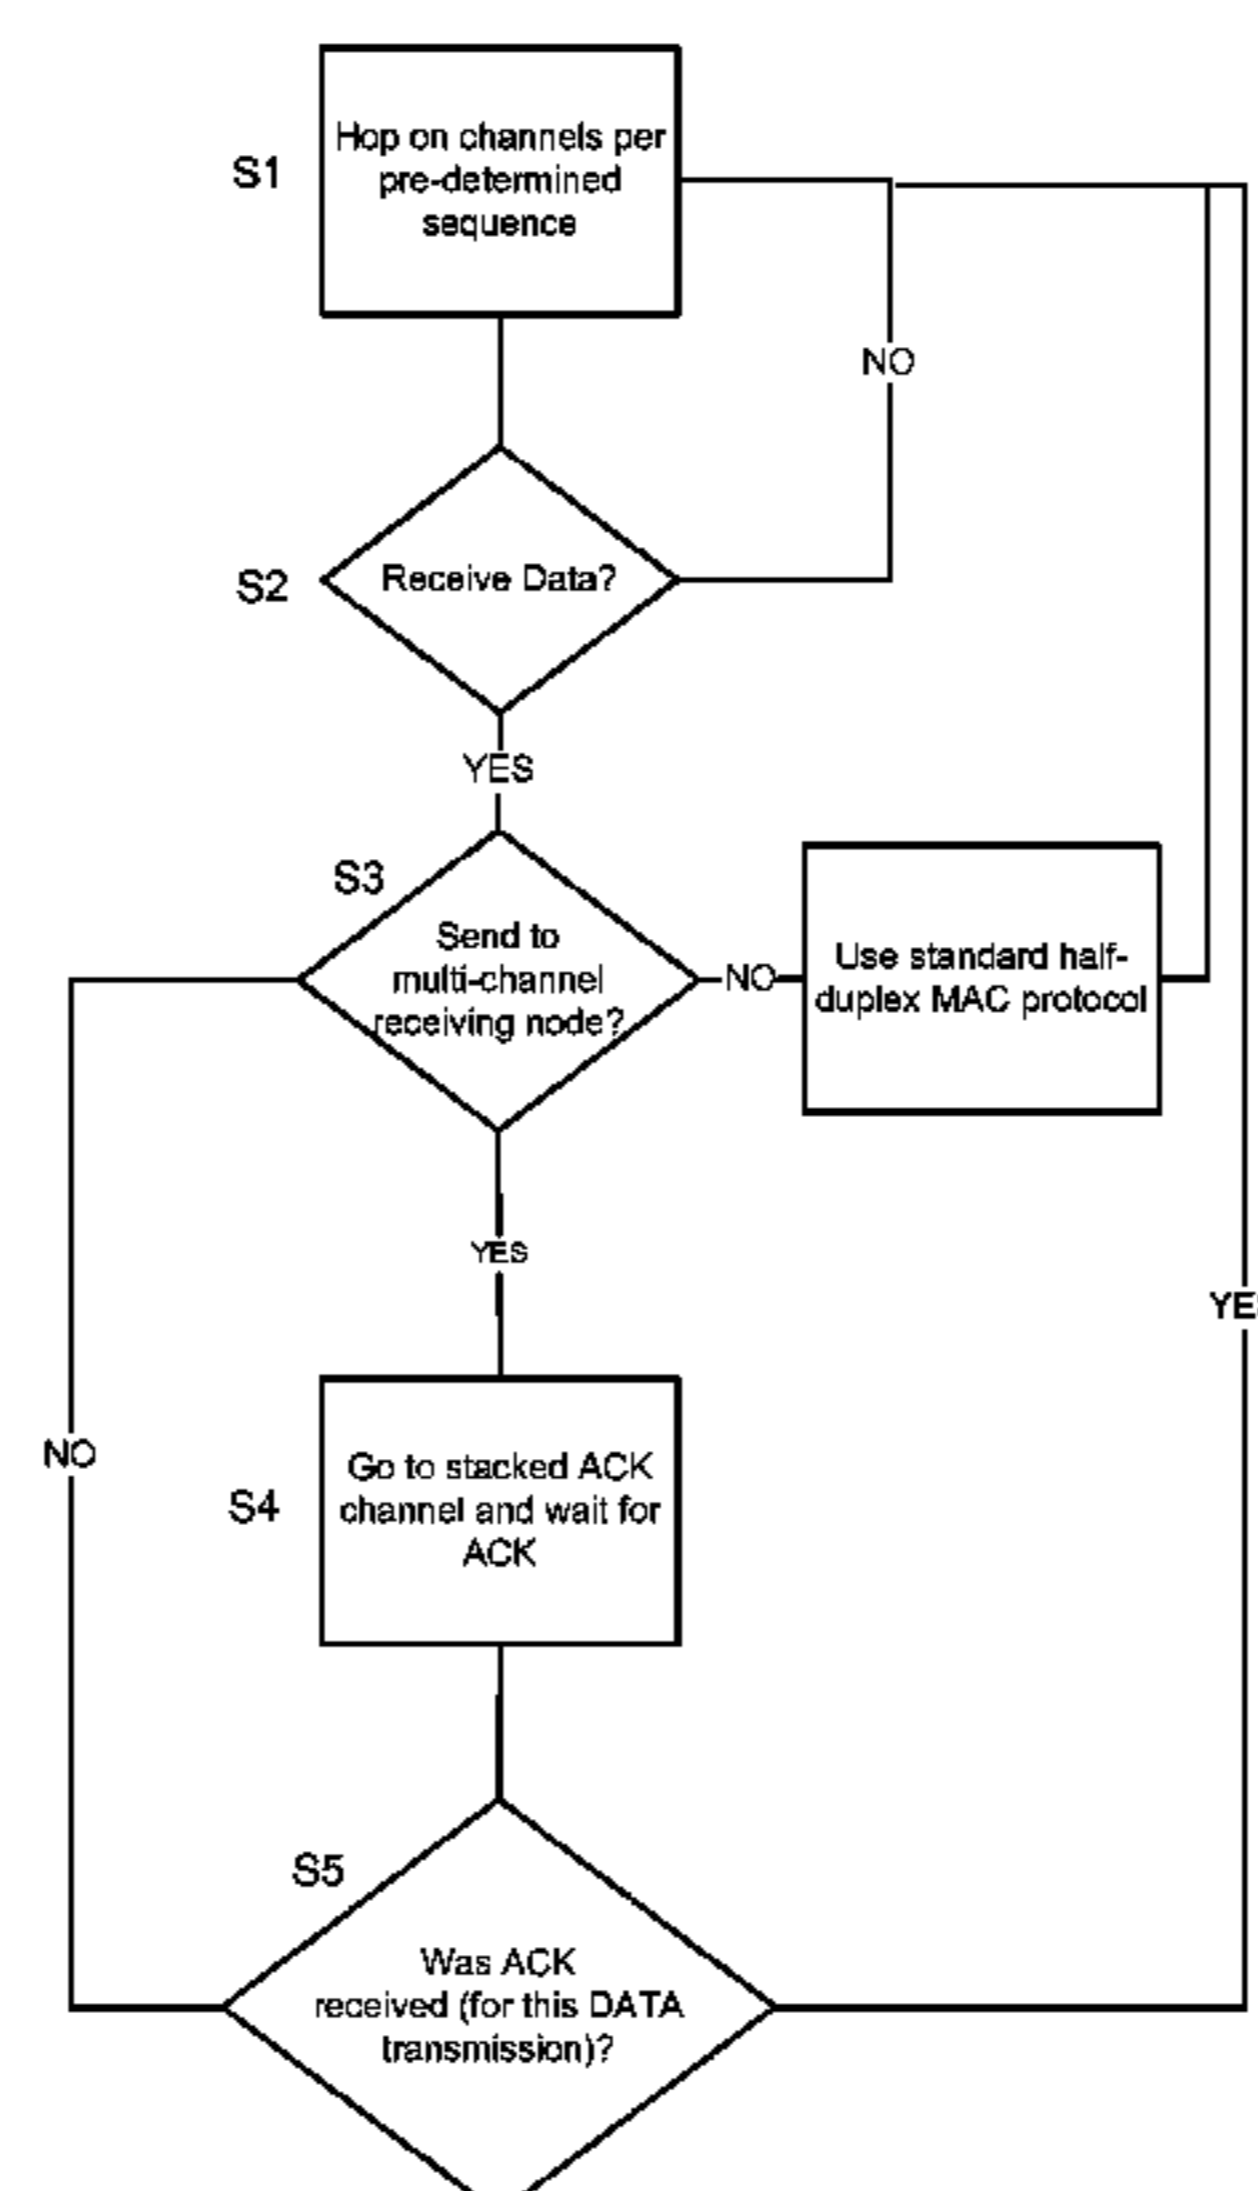 Hop on channels per
pre-determined
sequence
S1
NO
Receive Data?
S2
YES
S3
Send to
multi-channel
receiving node?
NO
Use standard half-
duplex MAC protocol
YES
YE
NO
Go to stacked ACK
channel and wait for
ACK
S4
S5
Was ACK
received (for this DATA
transmission)?